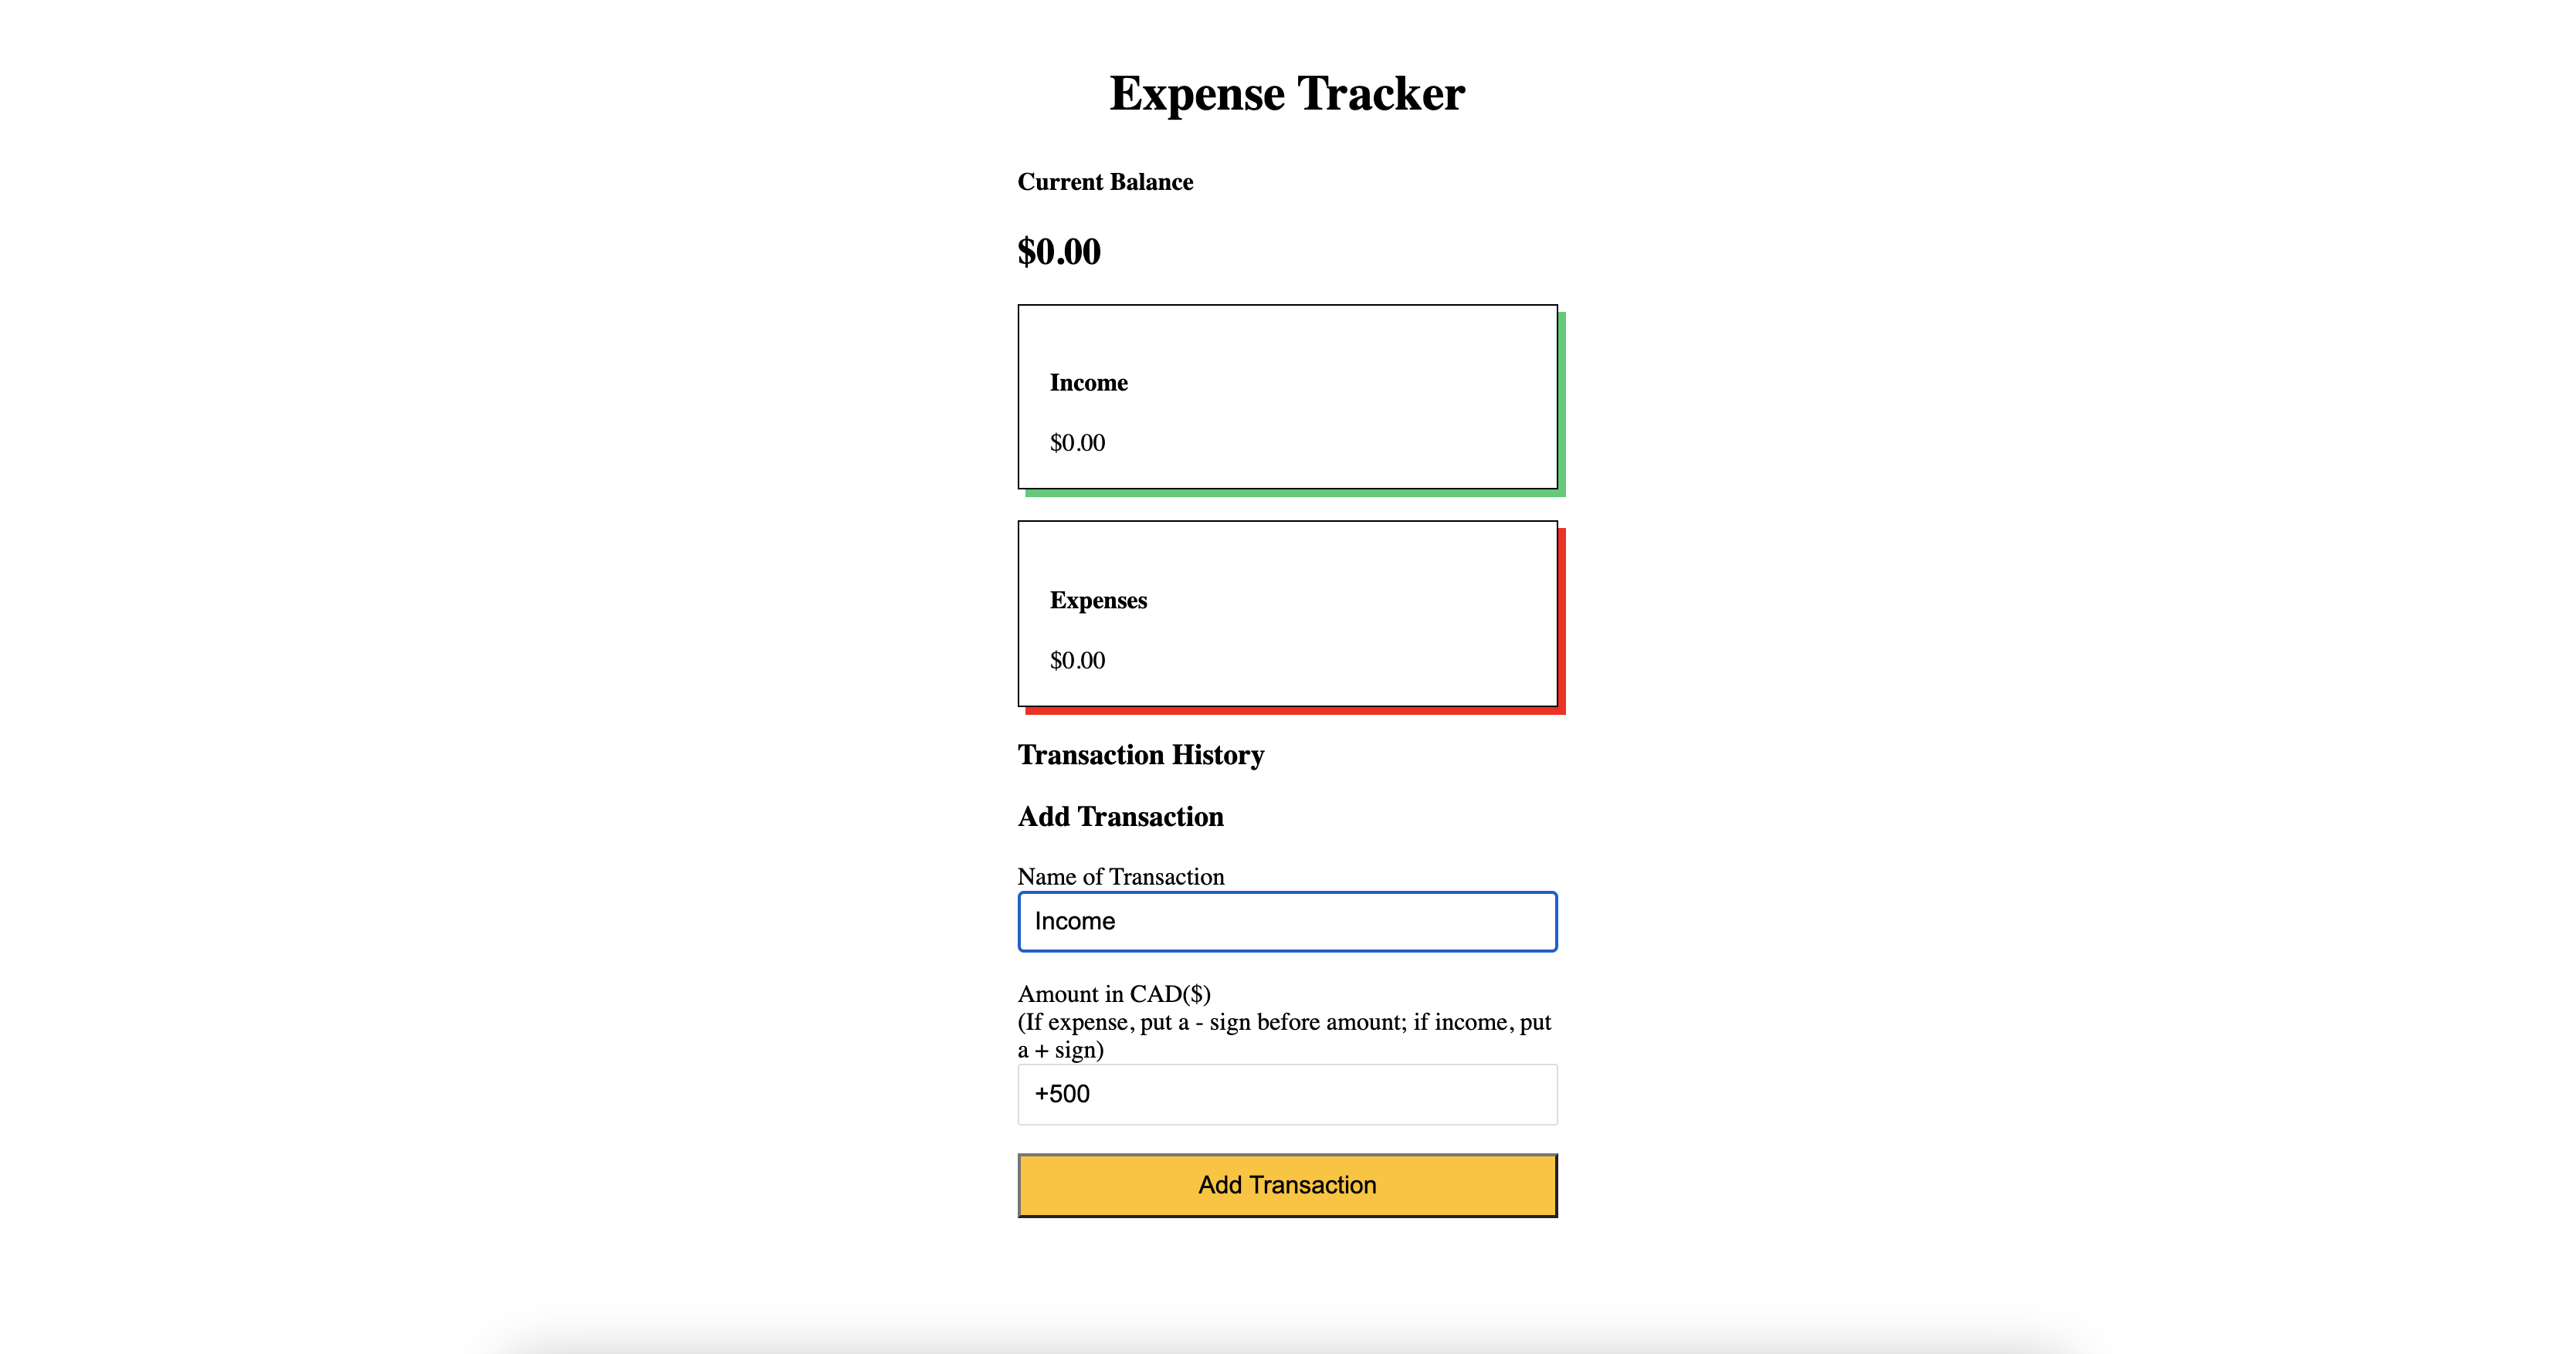 Expense Tracker
Current Balance
$0.00
Income
$0.00
Expenses
$0.00
Transaction History
Add Transaction
Name of Transaction
Income
Amount in CAD($)
(If expense, put a - sign before amount; if income, put
a + sign)
+500
Add Transaction